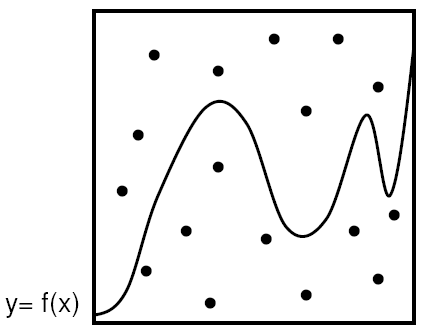 y= f(x)